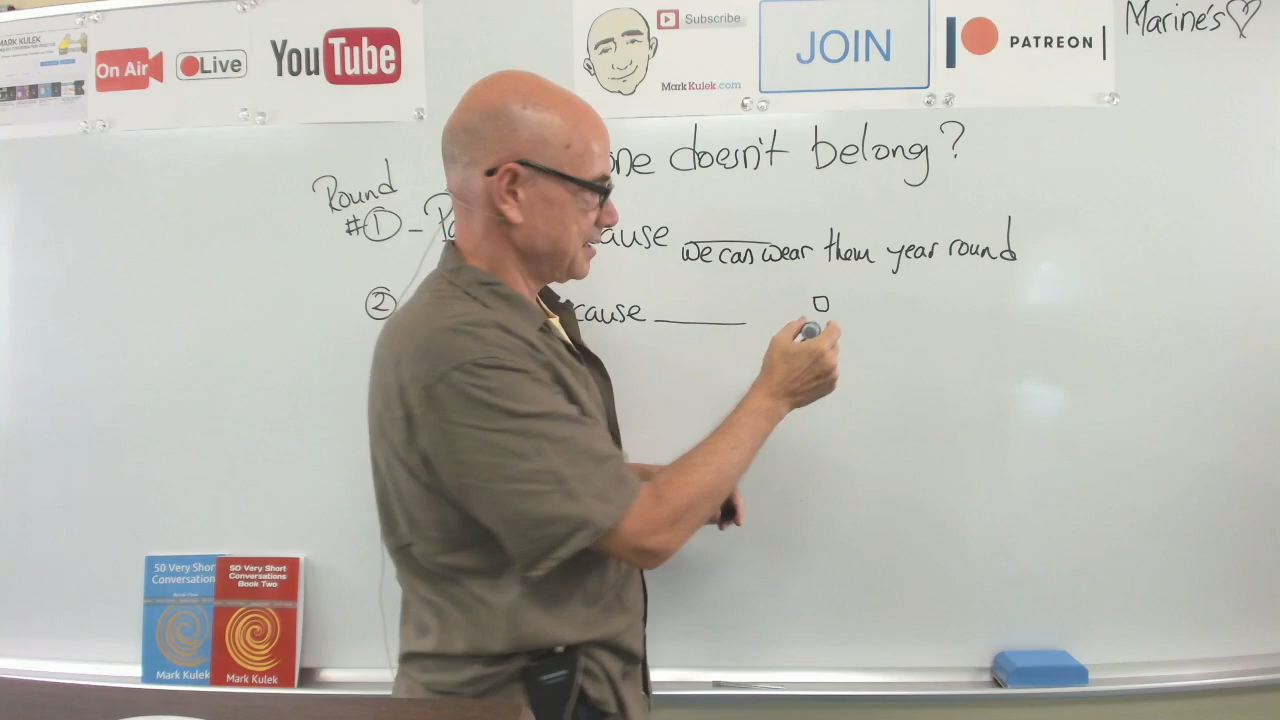 MARK KULEK
On Air
Live
YouTube
Subscribe
MarkKulek.com
JOIN
PATREON
Marine's
one doesn't belong?
Round
#1 - ause we can wear them year round
2 cause
50 Very Shor
Conversation
Mark Kulek
50 Very Short
Conversations
Book Two
Mark Kulek